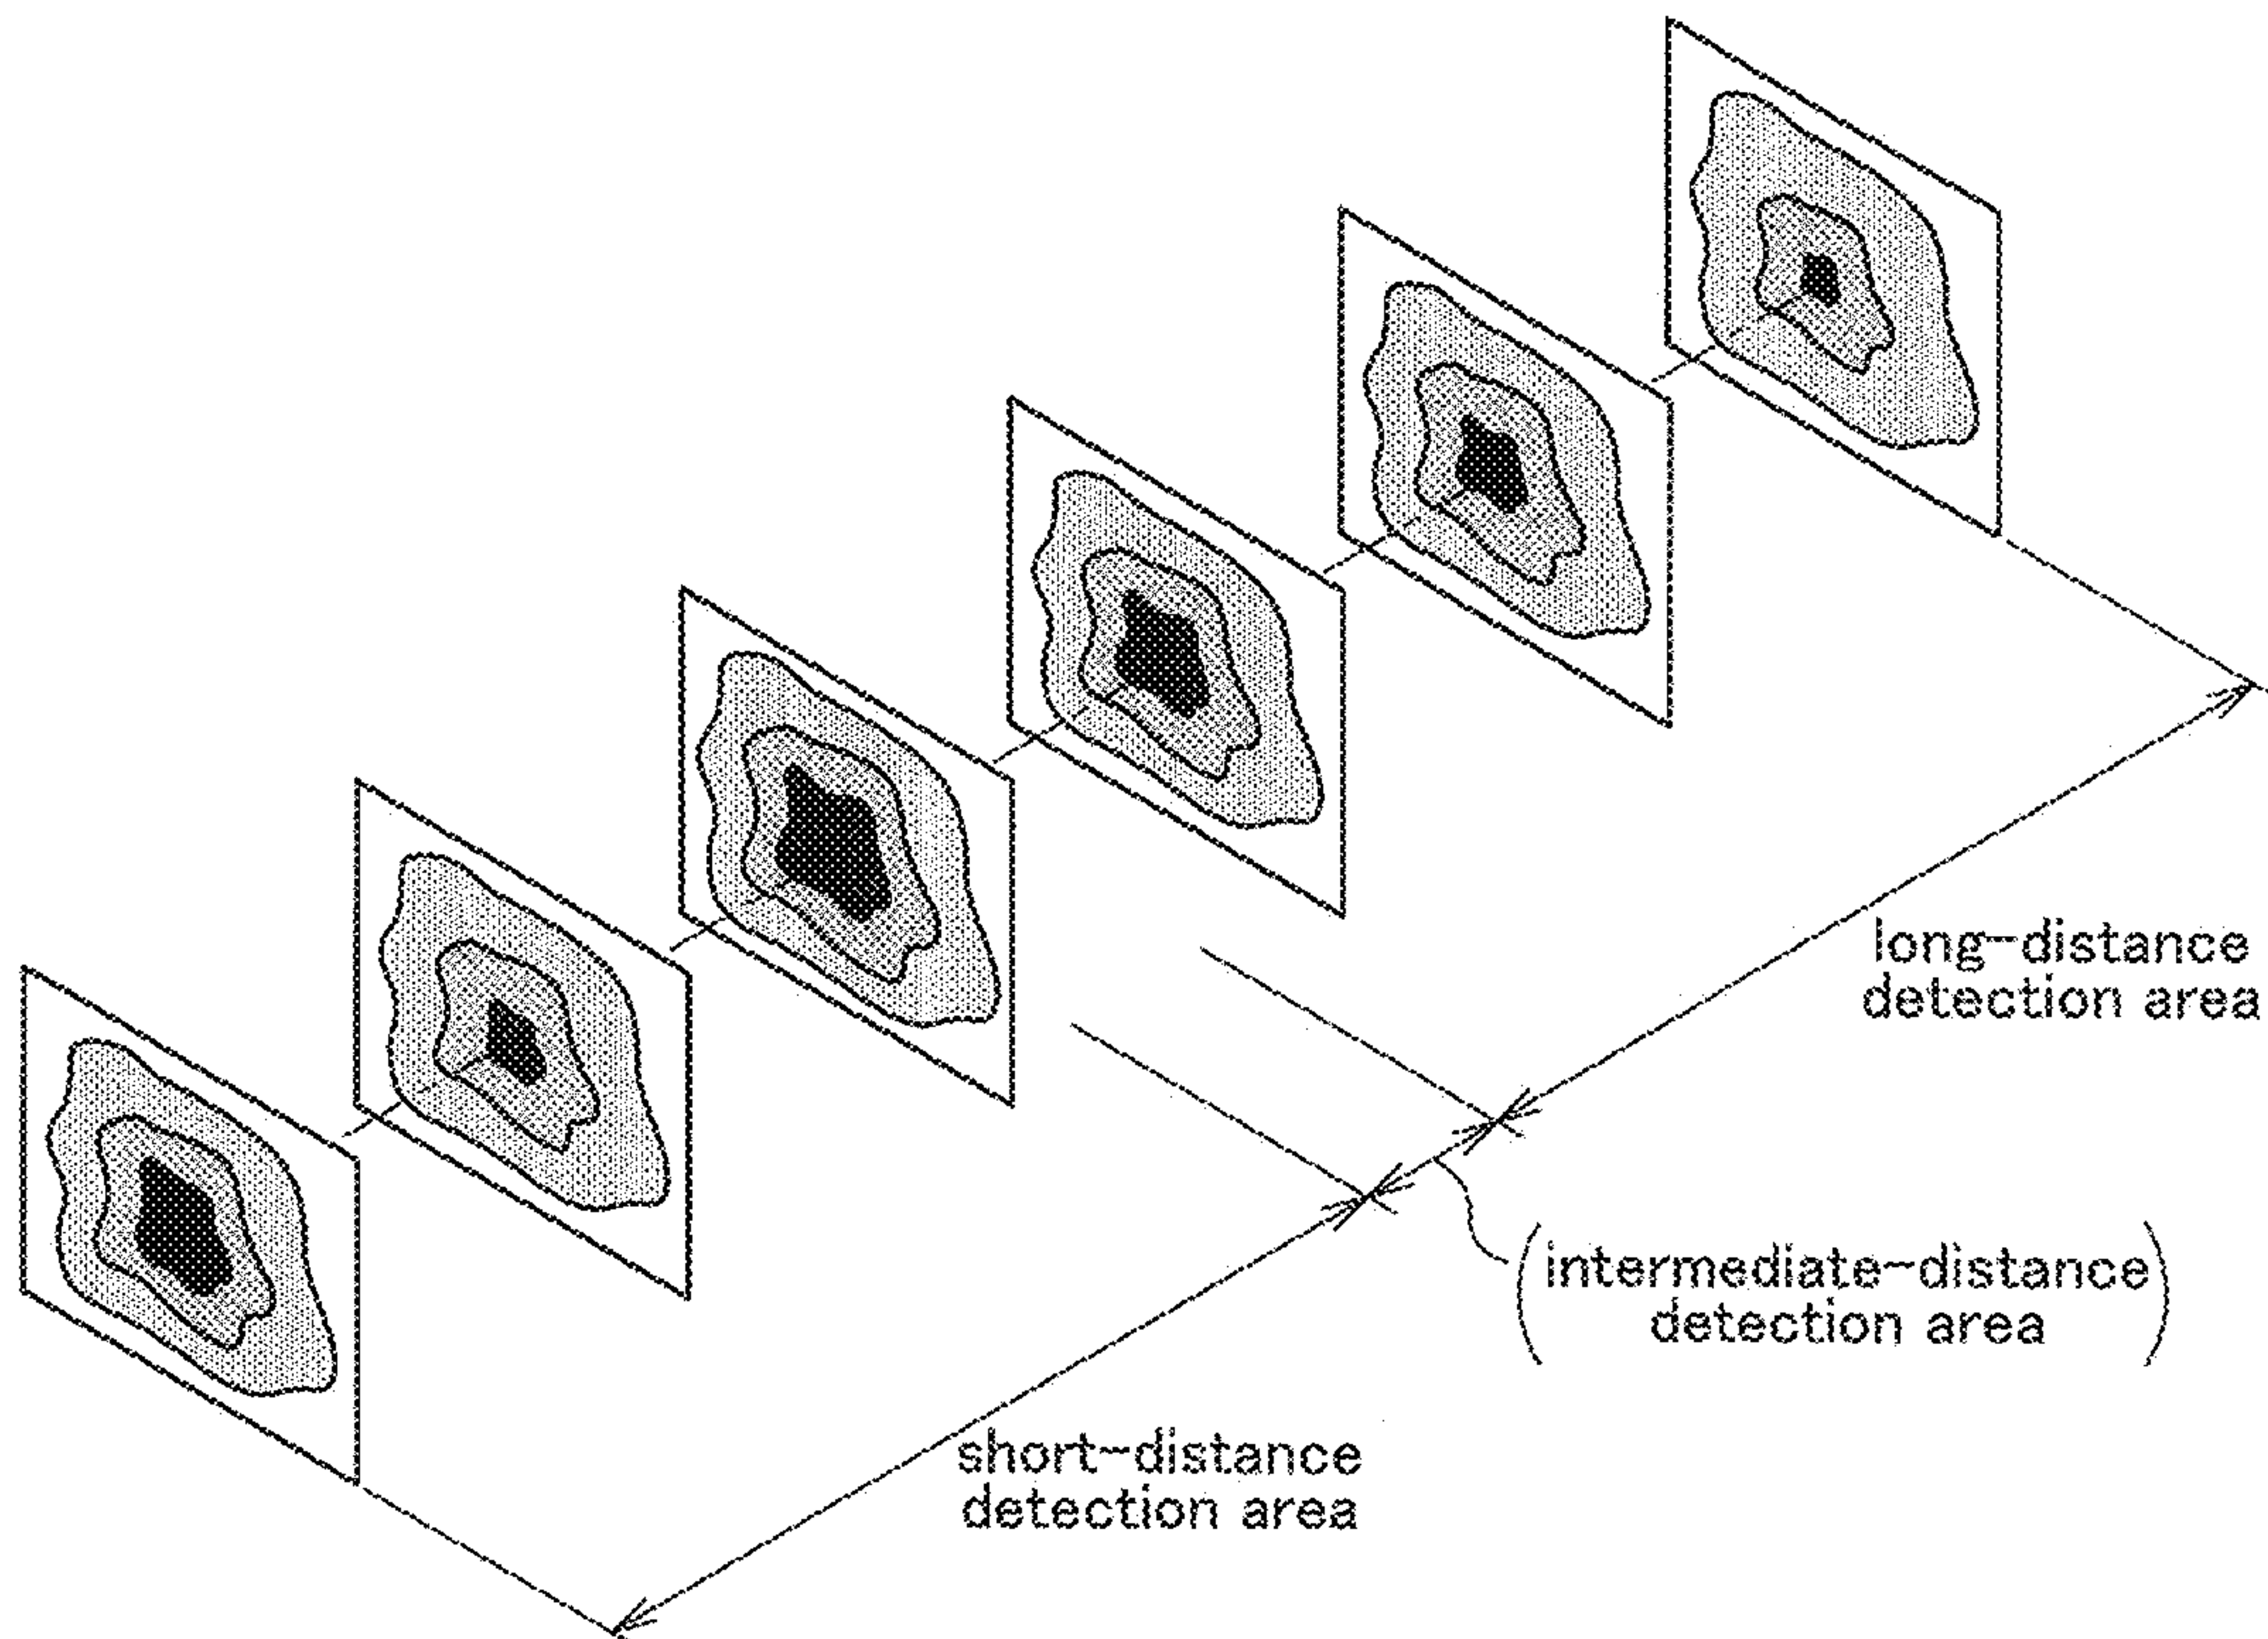 long-distance
detection area
(intermediate-distance
detection area)
short-distance
detection area